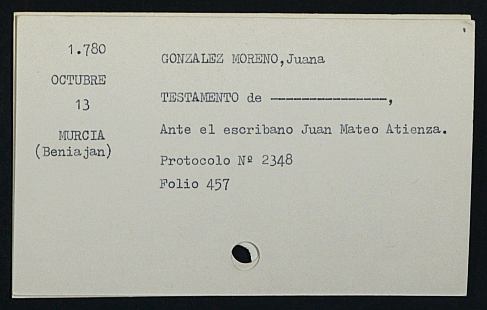 1.780
OCTUBRE
13
MURCIA
(Beniajan)
GONZALEZ MORENO,Juana
TESTAMENTO de ---------------,
Ante el escribano Juan Mateo Atienza.
Protocolo Nº 2348
Folio 457